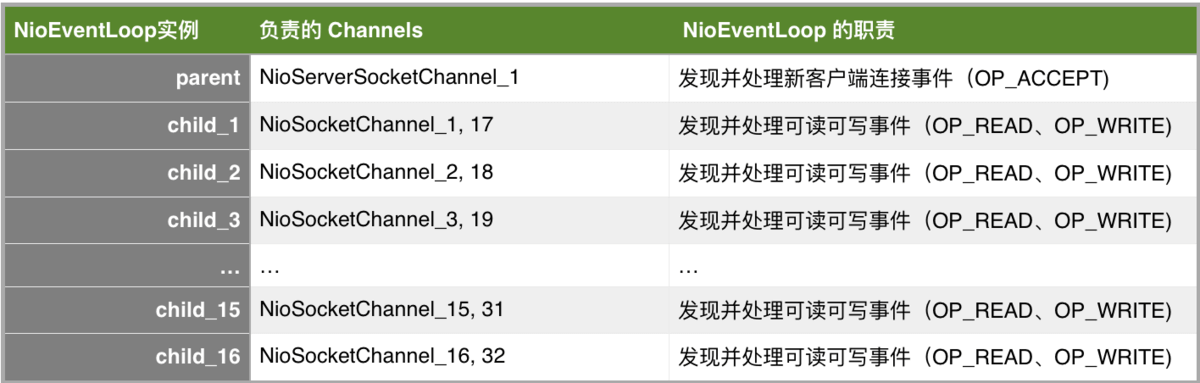 NioEventLoop实例 负责的 Channels NioEventLoop 的职责
parent NioServerSocketChannel_1 发现并处理新客户端连接事件（OP_ACCEPT)
child_1 NioSocketChannel_1, 17 发现并处理可读可写事件（OP_READ、OP_WRITE)
child_2 NioSocketChannel_2, 18 发现并处理可读可写事件（OP_READ、OP_WRITE)
child_3 NioSocketChannel_3, 19 发现并处理可读可写事件（OP_READ、OP_WRITE)
… … …
child_15 NioSocketChannel_15, 31 发现并处理可读可写事件（OP_READ、OP_WRITE)
child_16 NioSocketChannel_16, 32 发现并处理可读可写事件（OP_READ、OP_WRITE)